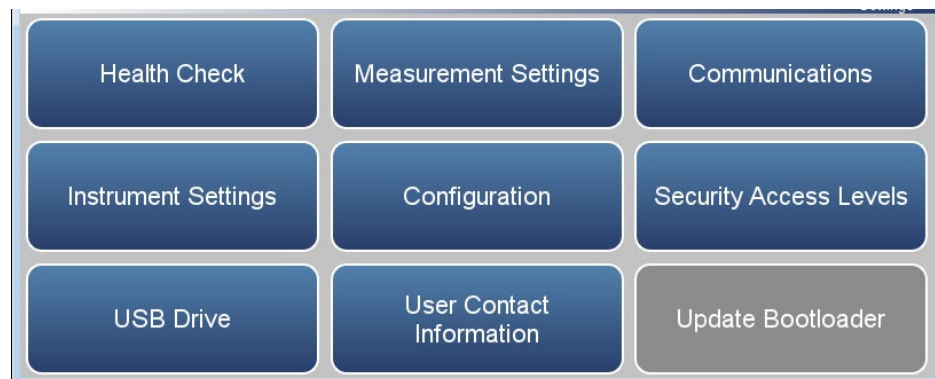 Health Check
Measurement Settings
Communications
Instrument Settings
Configuration
Security Access Levels
USB Drive
User Contact
Information
Update Bootloader